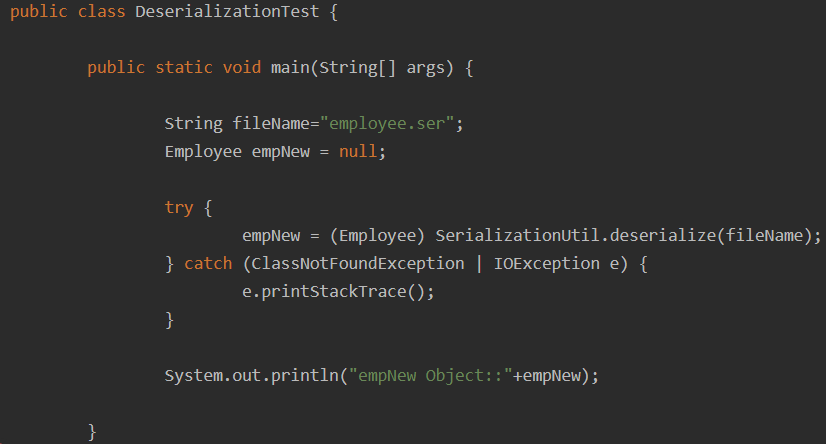 public class DeserializationTest {
public static void main(String[] args) {
String fileName="employee.ser";
Employee empNew = null;
try {
empNew = (Employee) SerializationUtil.deserialize(fileName);
} catch (ClassNotFoundException | IOException e) {
e.printStackTrace();
}
System.out.println("empNew Object::"+empNew);
}